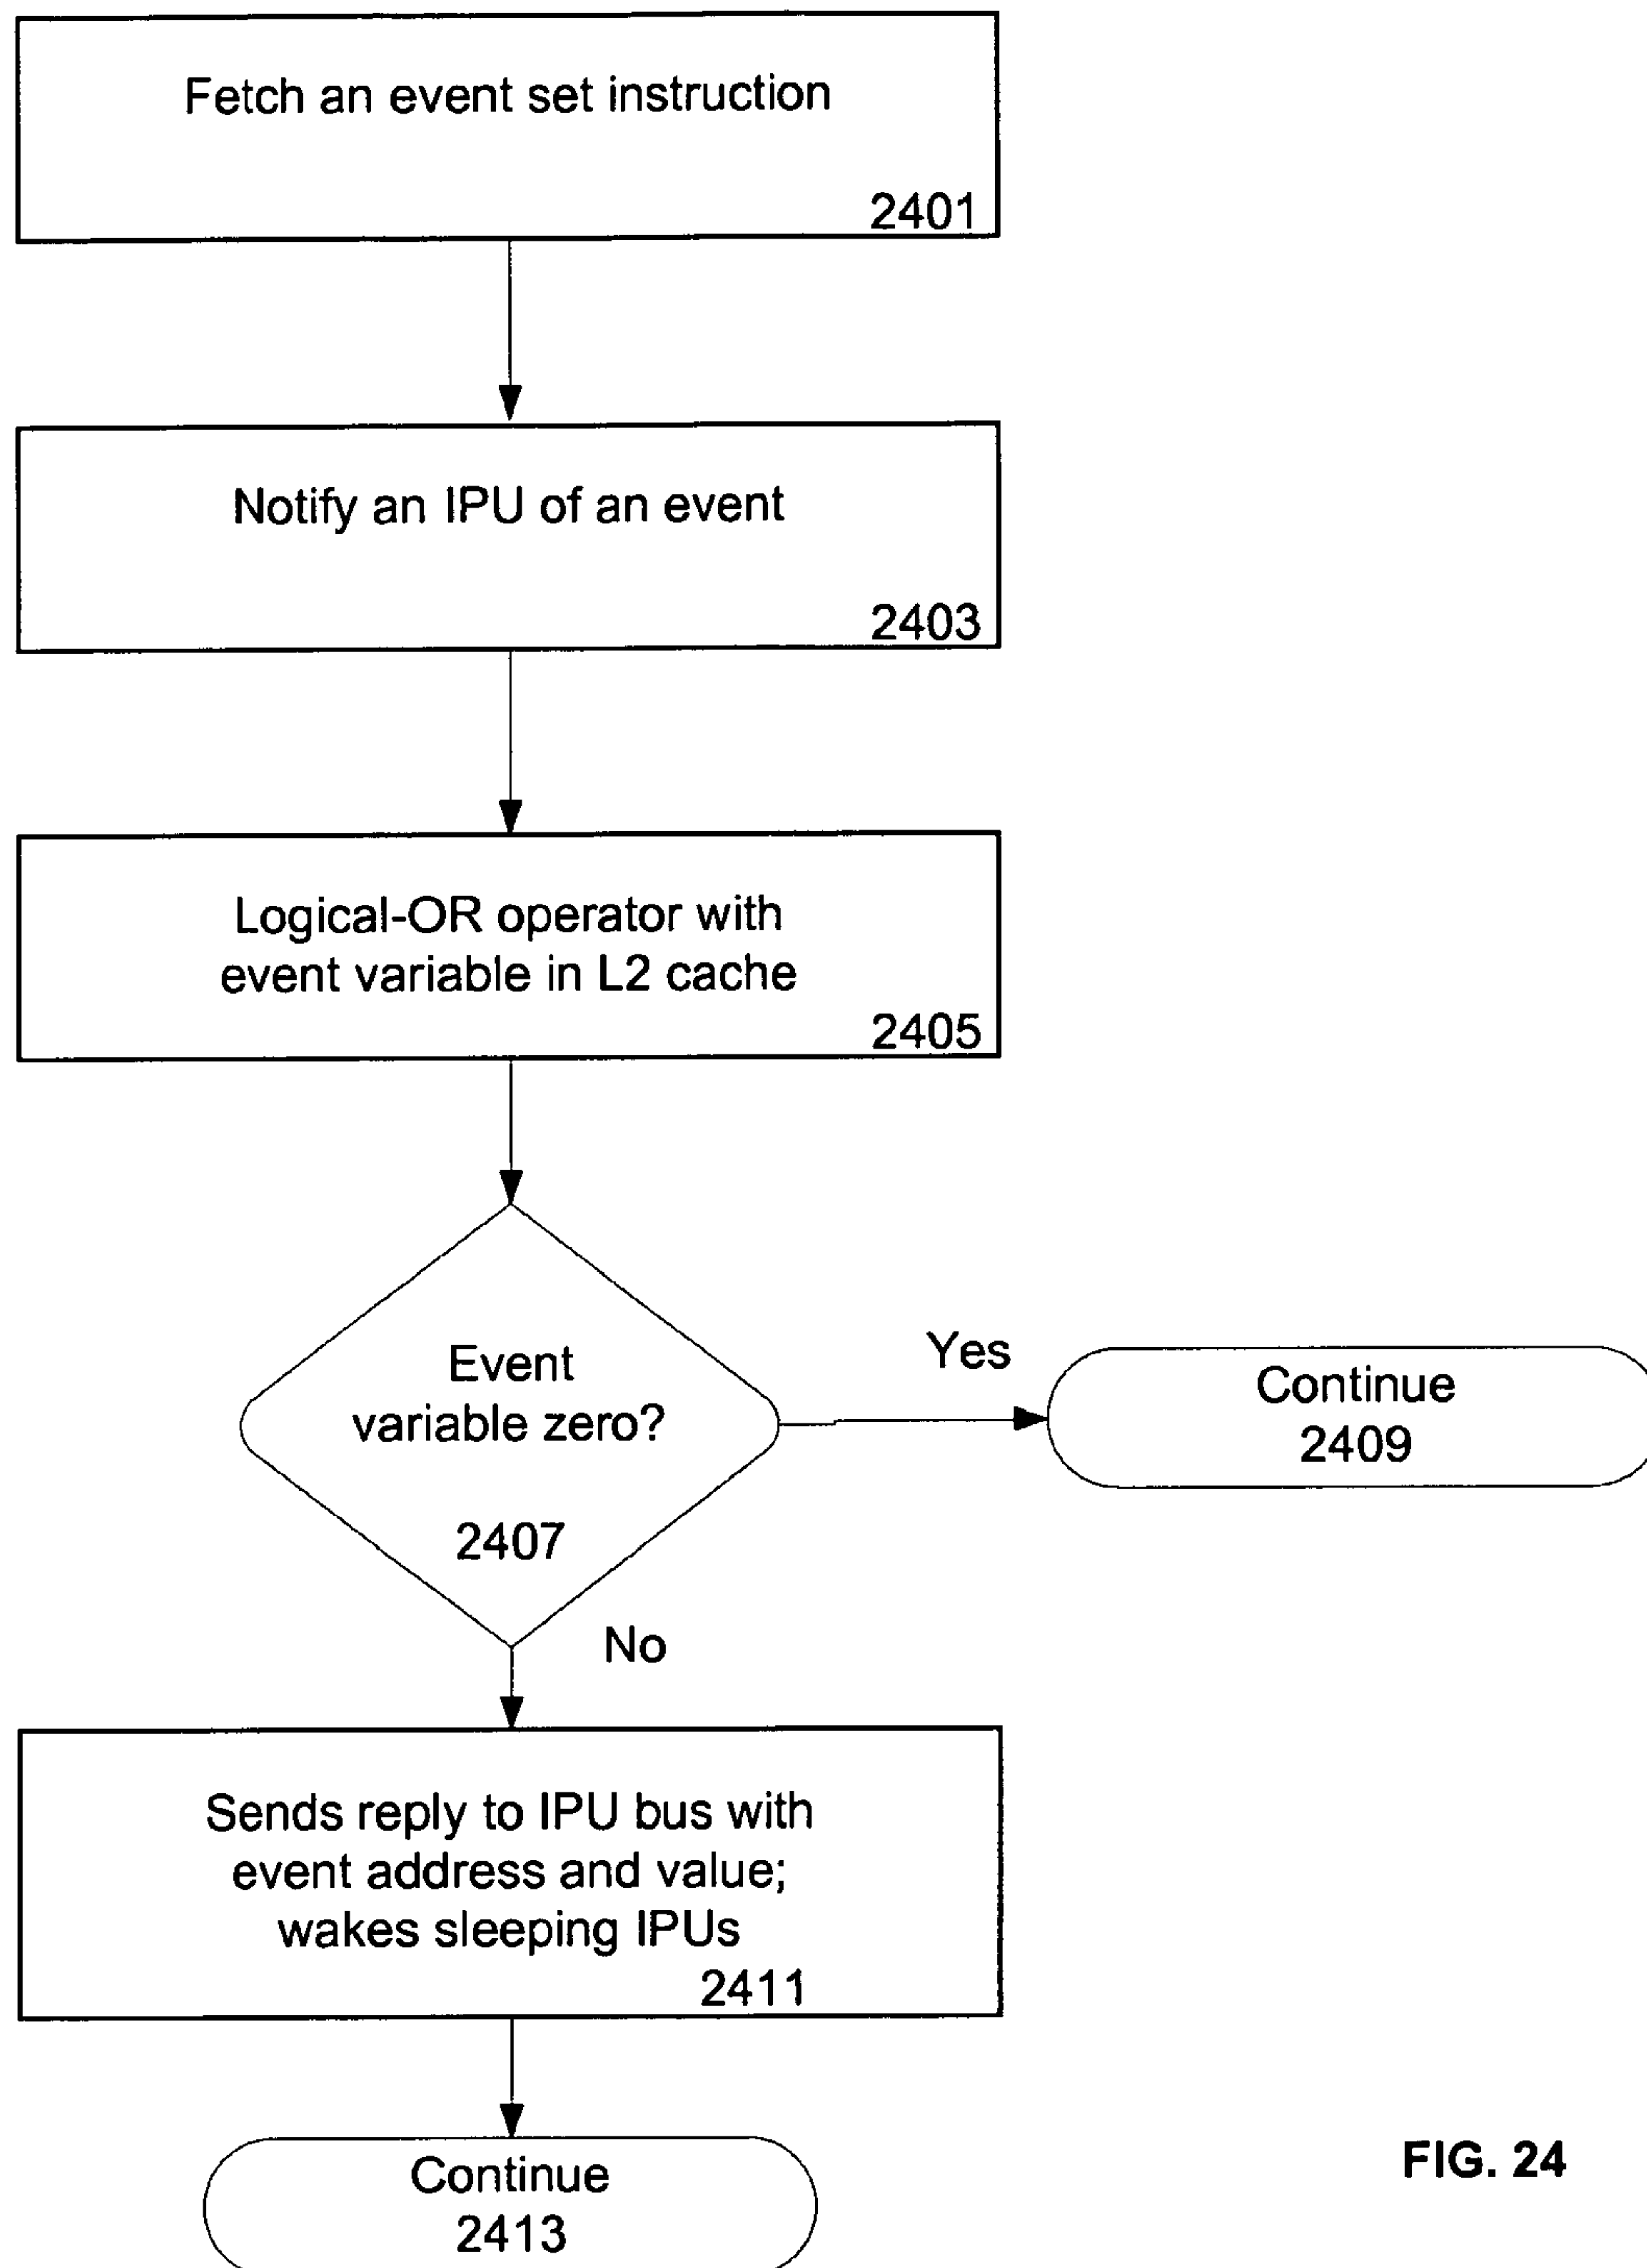 Fetch an event set instruction
2401
Notify an IPU of an event
2403
Logical-OR operator with
event variable in L2 cache
2405
Event
variable zero?
2407
Yes
Continue
2409
No
Sends reply to IPU bus with
event address and value;
wakes sleeping IPUs
2411
Continue
2413
FIG. 24